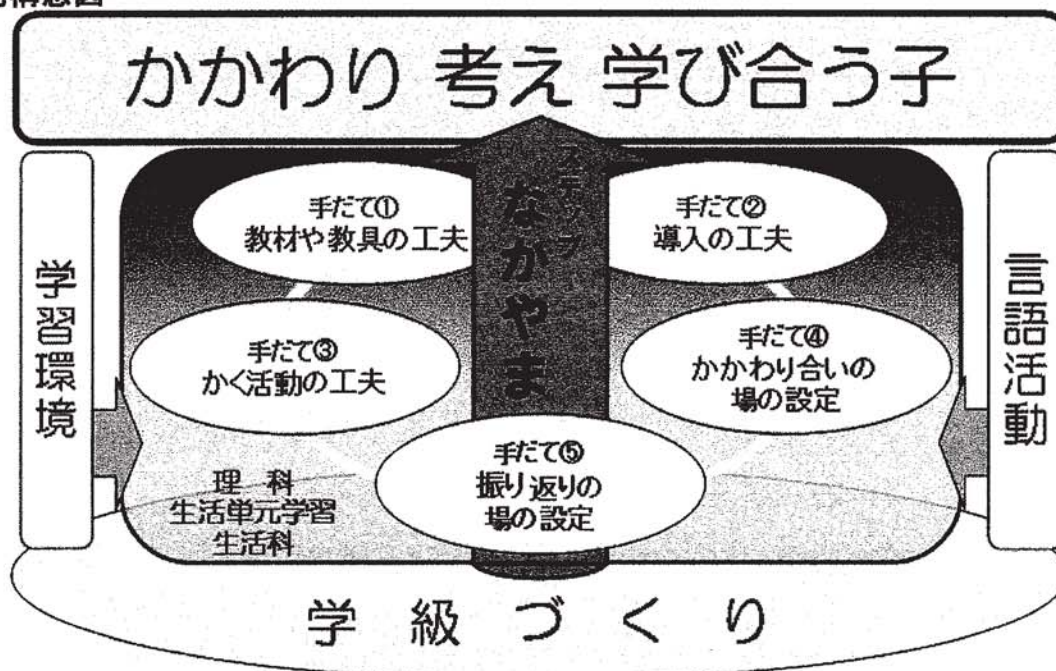 かかわり 考え 学び合う子
学習環境
言語活動
手だて①
教材や教具の工夫
手だて②
導入の工夫
ステップ
なかやま
手だて③
かく活動の工夫
手だて④
かかわり合いの
場の設定
手だて⑤
振り返りの
場の設定
理 科
生活単元学習
生活科
学 級 づ く り